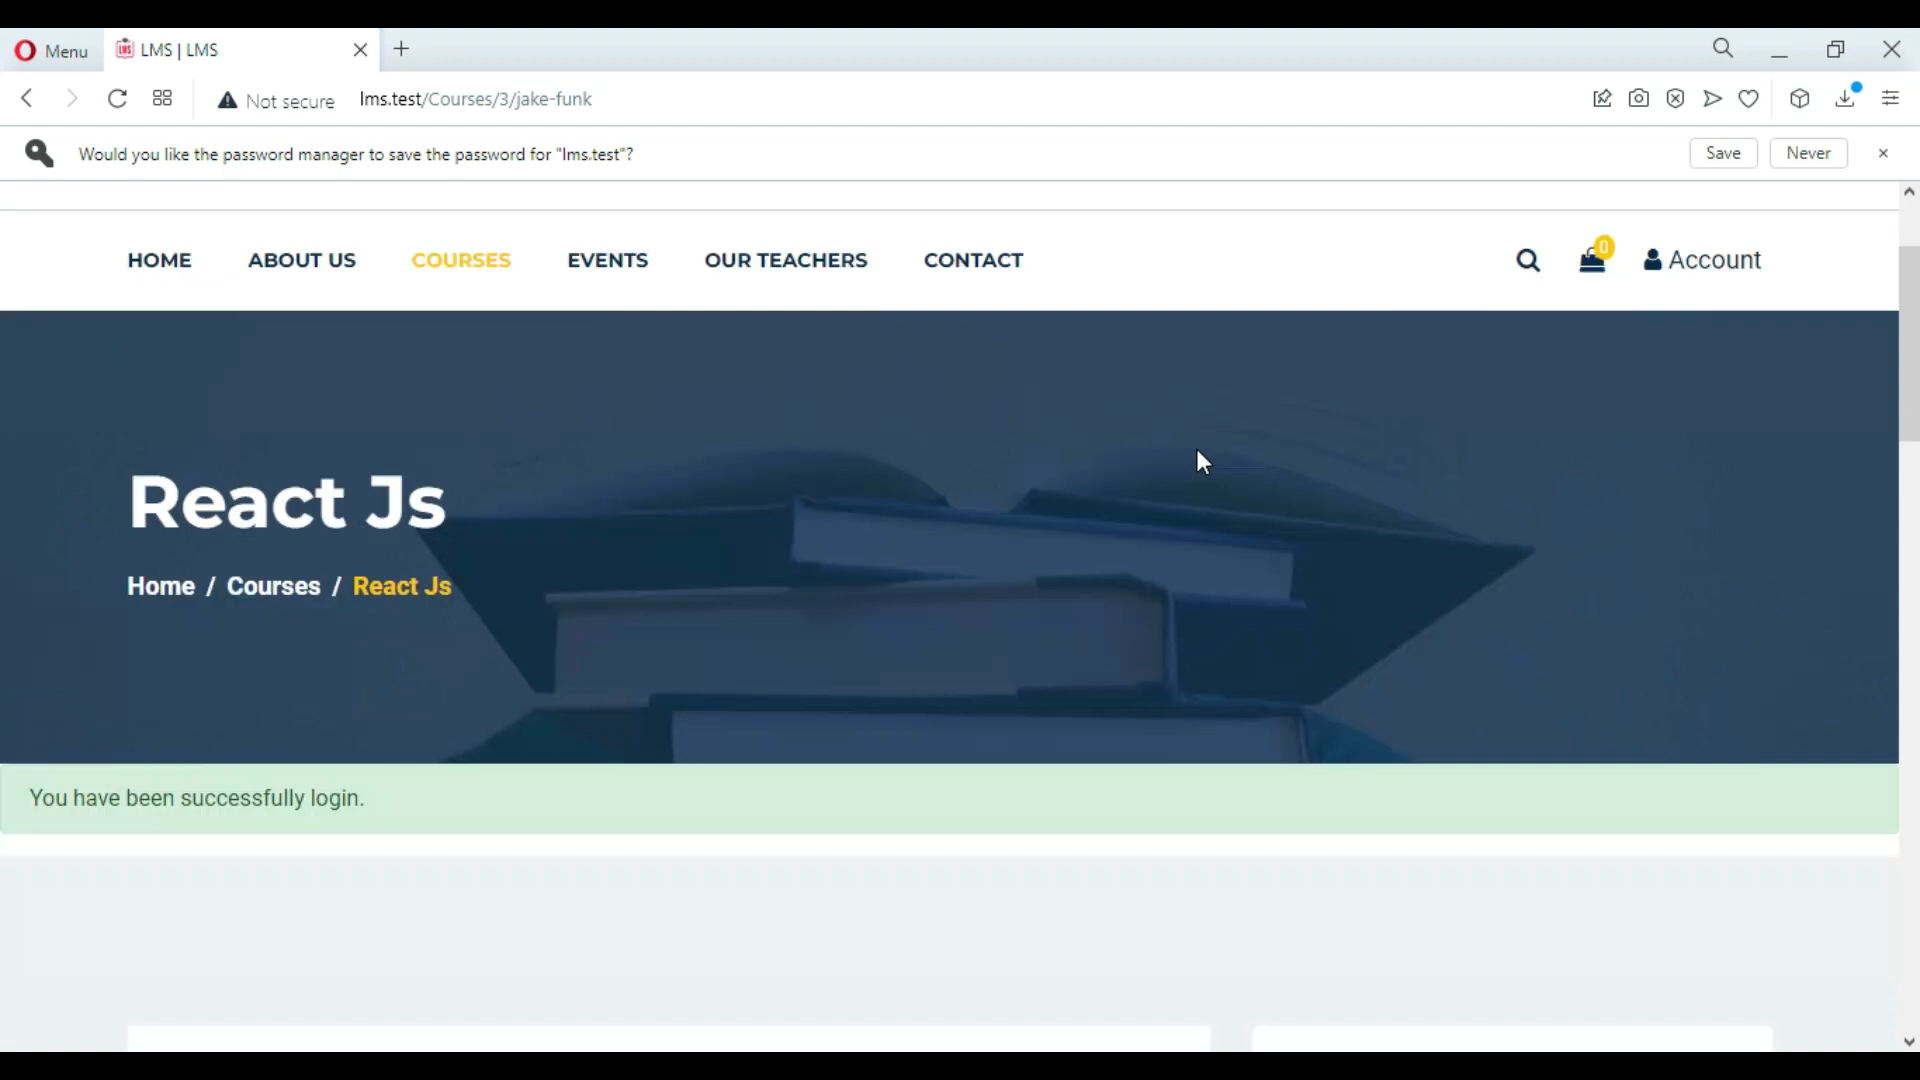 Menu
LMS | LMS
Not secure
lms.test/Courses/3/jake-funk
Would you like the password manager to save the password for "lms.test"?
Save
Never
HOME
ABOUT US
COURSES
EVENTS
OUR TEACHERS
CONTACT
0
Account
React Js
Home / Courses / React Js
You have been successfully login.